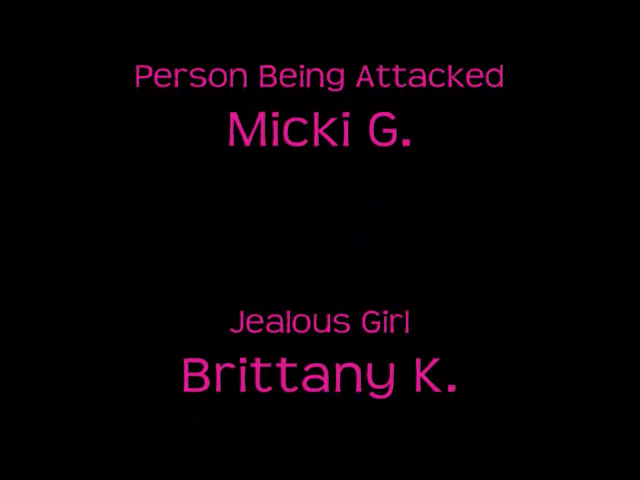 Person Being Attacked
Micki G.
Jealous Girl
Brittany K.